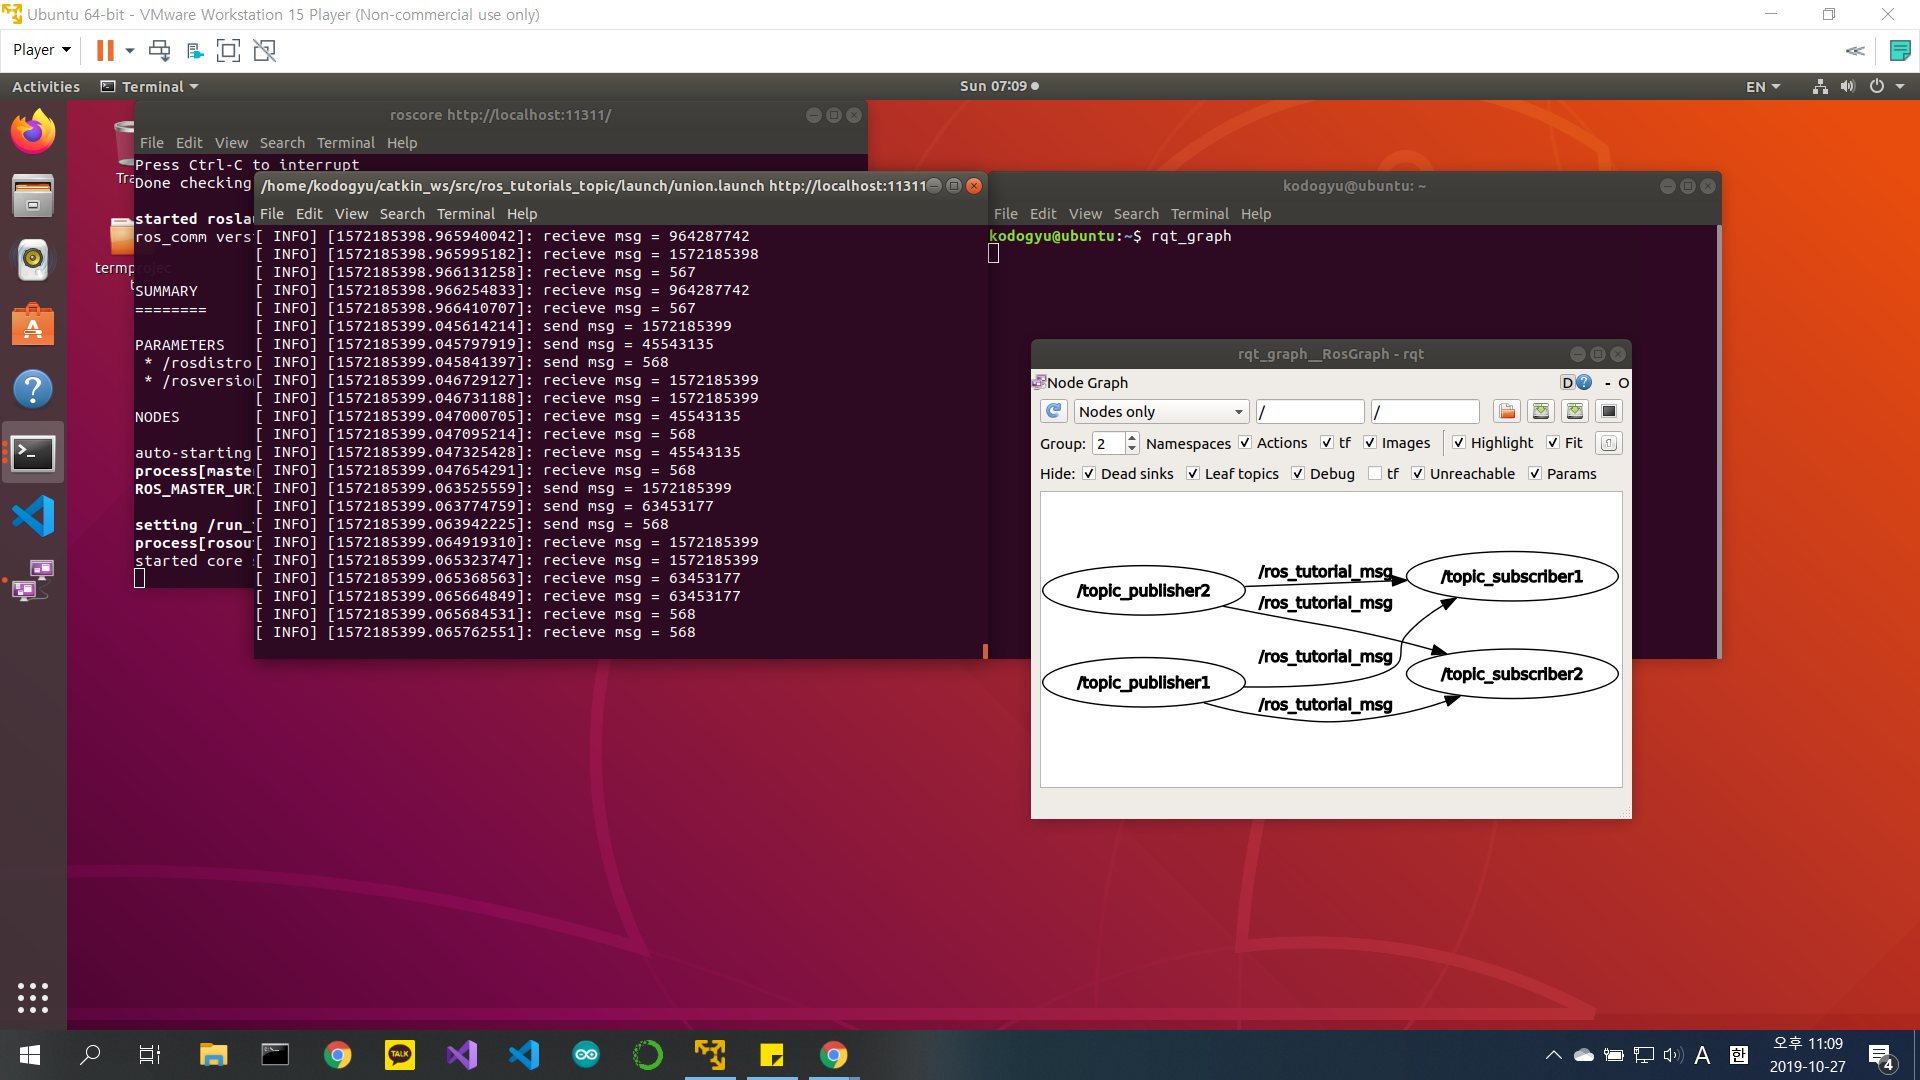 Ubuntu 64-bit - VMware Workstation 15 Player (Non-commercial use only)
Player
Activities
Terminal
Sun 07:09
EN
roscore http://localhost:11311/
File Edit View Search Terminal Help
Press Ctrl-C to interrupt
Done checking
started rosla
ros_comm vers
SUMMARY
========
PARAMETERS
* /rosdistro
* /rosversion
NODES
auto-starting
process[master
ROS_MASTER_UR
setting /run_
process[rosou
started core
/home/kodogyu/catkin_ws/src/ros_tutorials_topic/launch/union.launch http://localhost:11311
File Edit View Search Terminal Help
[ INFO] [1572185398.965940042]: recieve msg = 964287742
[ INFO] [1572185398.965995182]: recieve msg = 1572185398
[ INFO] [1572185398.966131258]: recieve msg = 567
[ INFO] [1572185398.966254833]: recieve msg = 964287742
[ INFO] [1572185398.966410707]: recieve msg = 567
[ INFO] [1572185399.045614214]: send msg = 1572185399
[ INFO] [1572185399.045797919]: send msg = 45543135
[ INFO] [1572185399.045841397]: send msg = 568
[ INFO] [1572185399.046729127]: recieve msg = 1572185399
[ INFO] [1572185399.046731188]: recieve msg = 1572185399
[ INFO] [1572185399.047000705]: recieve msg = 45543135
[ INFO] [1572185399.047095214]: recieve msg = 568
[ INFO] [1572185399.047325428]: recieve msg = 45543135
[ INFO] [1572185399.047654291]: recieve msg = 568
[ INFO] [1572185399.063525559]: send msg = 1572185399
[ INFO] [1572185399.063774759]: send msg = 63453177
[ INFO] [1572185399.063942225]: send msg = 568
[ INFO] [1572185399.064919310]: recieve msg = 1572185399
[ INFO] [1572185399.065323747]: recieve msg = 1572185399
[ INFO] [1572185399.065368563]: recieve msg = 63453177
[ INFO] [1572185399.065664849]: recieve msg = 63453177
[ INFO] [1572185399.065684531]: recieve msg = 568
[ INFO] [1572185399.065762551]: recieve msg = 568
kodogyu@ubuntu: ~
File Edit View Search Terminal Help
kodogyu@ubuntu:~$ rqt_graph
rqt_graph__RosGraph - rqt
Node Graph
D ? - O
Nodes only / /
Group: 2 Namespaces Actions tf Images Highlight Fit
Hide: Dead sinks Leaf topics Debug tf Unreachable Params
/topic_publisher2
/ros_tutorial_msg
/topic_subscriber1
/ros_tutorial_msg
/topic_publisher1
/ros_tutorial_msg
/topic_subscriber2
/ros_tutorial_msg
TALK
A 한
오후 11:09
2019-10-27
4